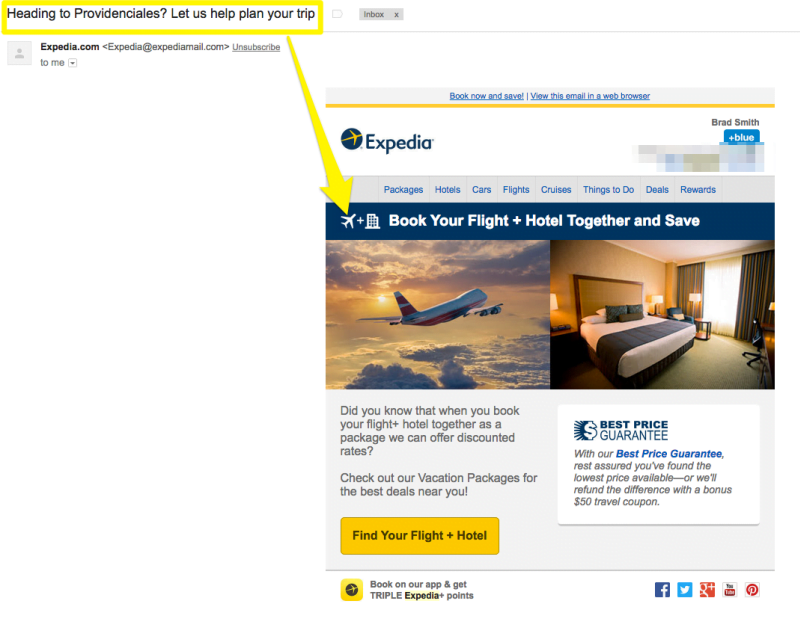 Heading to Providenciales? Let us help plan your trip
Inbox x
Expedia.com <Expedia@expediamail.com> Unsubscribe
to me
Book now and save! | View this email in a web browser
Brad Smith
+blue
Expedia
Packages Hotels Cars Flights Cruises Things to Do Deals Rewards
+ Book Your Flight + Hotel Together and Save
Did you know that when you book
your flight+ hotel together as a
package we can offer discounted
rates?
Check out our Vacation Packages for
the best deals near you!
Find Your Flight + Hotel
BEST PRICE
GUARANTEE
With our Best Price Guarantee,
rest assured you've found the
lowest price available—or we'll
refund the difference with a bonus
$50 travel coupon.
Book on our app & get
TRIPLE Expedia+ points
f
g+
You
Tube